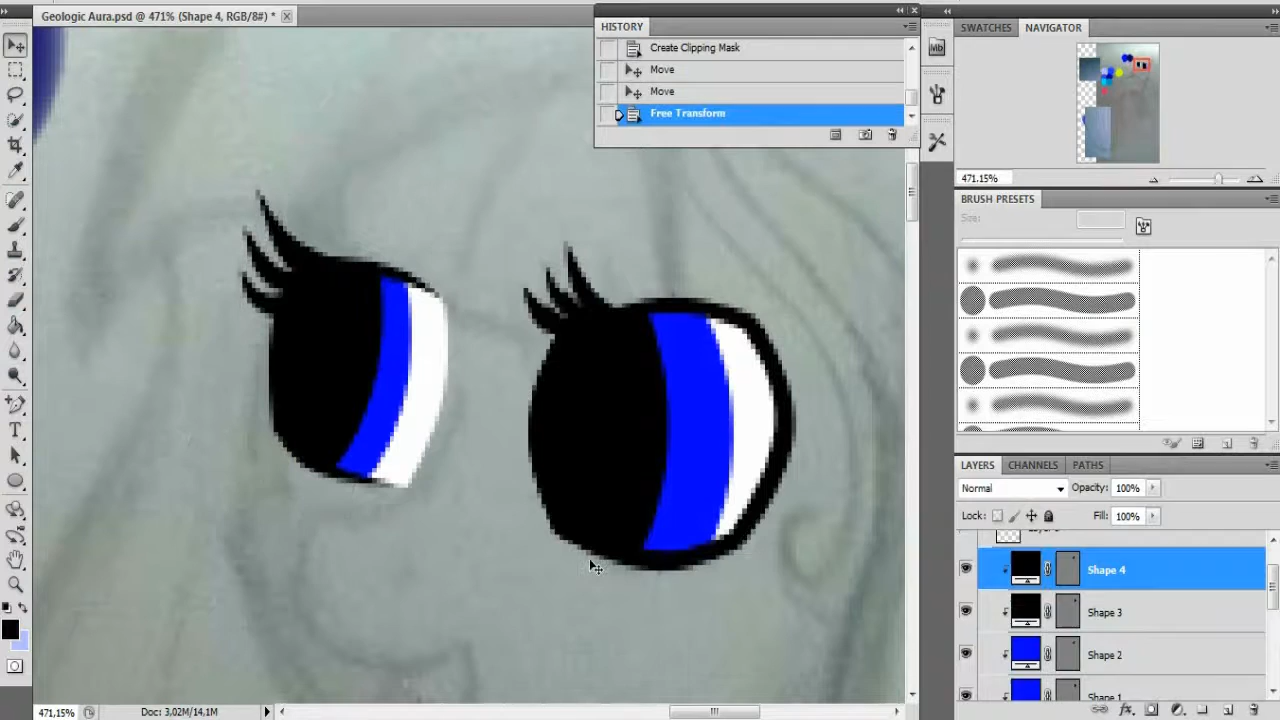 Geologic Aura.psd @ 471% (Shape 4, RGB/8#) *
HISTORY
Create Clipping Mask
Move
Move
Free Transform
SWATCHES
NAVIGATOR
471.15%
BRUSH PRESETS
Size:
LAYERS
CHANNELS
PATHS
Normal
Opacity:
100%
Lock:
Fill:
100%
Shape 4
Shape 3
Shape 2
Shape 1
471,15%
Doc: 3,02M/14,1M
Mb